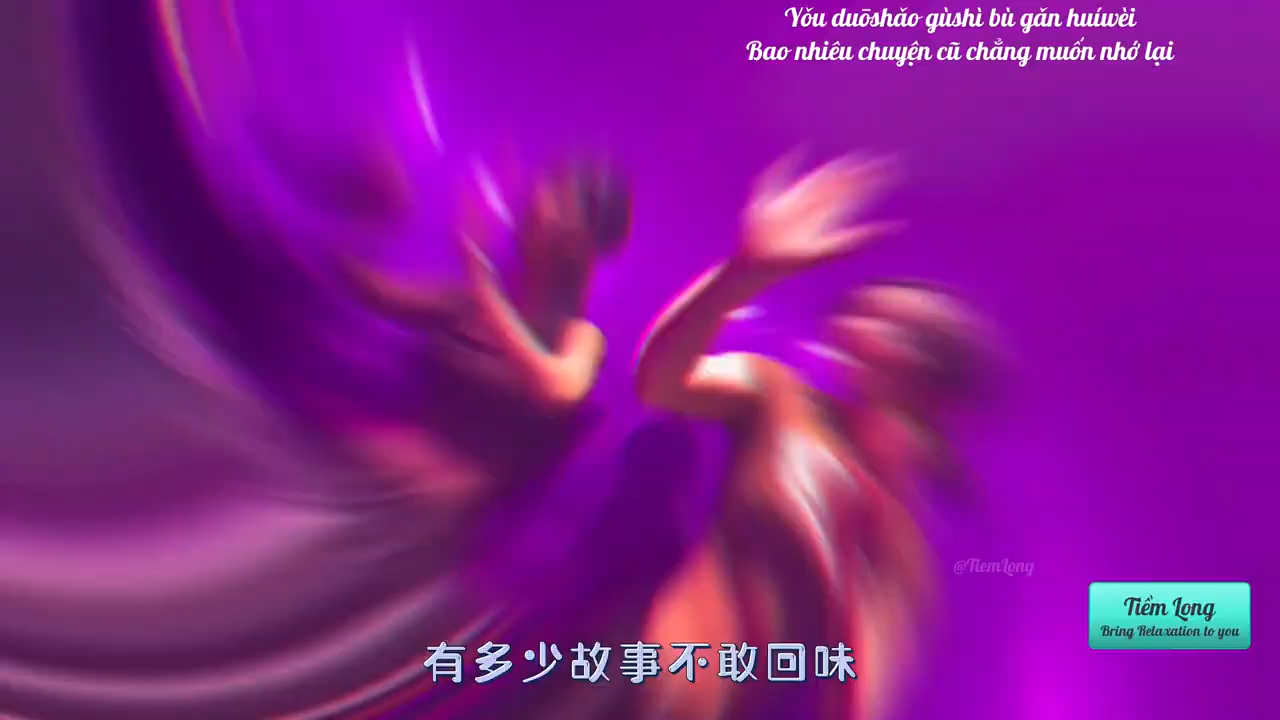 Yǒu duōshǎo gùshì bù gǎn huíwèi
Bao nhiêu chuyện cũ chẳng muốn nhớ lại
@TiemLong
Tiềm Long
Bring Relaxation to you
有多少故事不敢回味